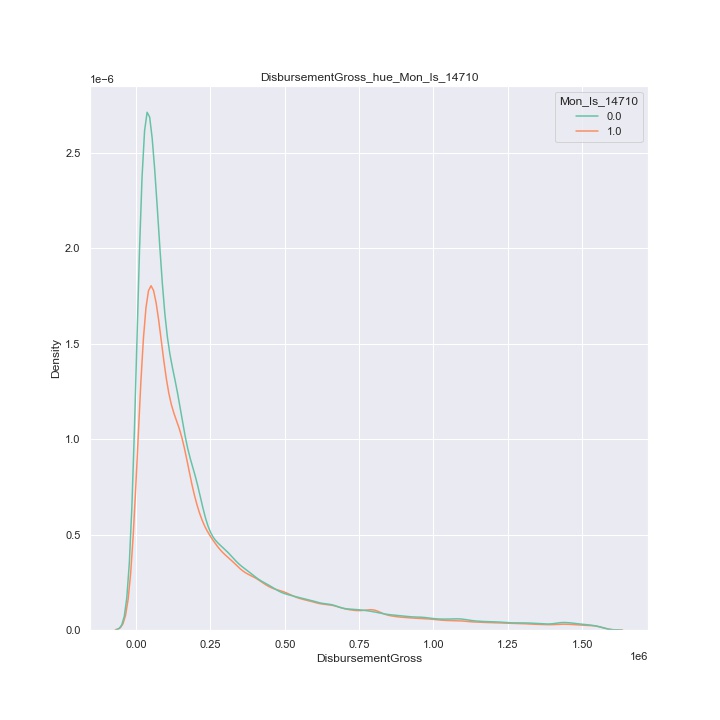 DisbursementGross_hue_Mon_Is_14710
1e−6
Mon_Is_14710
0.0
1.0
2.5
2.0
1.5
1.0
0.5
0.0
Density
0.00 0.25 0.50 0.75 1.00 1.25 1.50
DisbursementGross
1e6